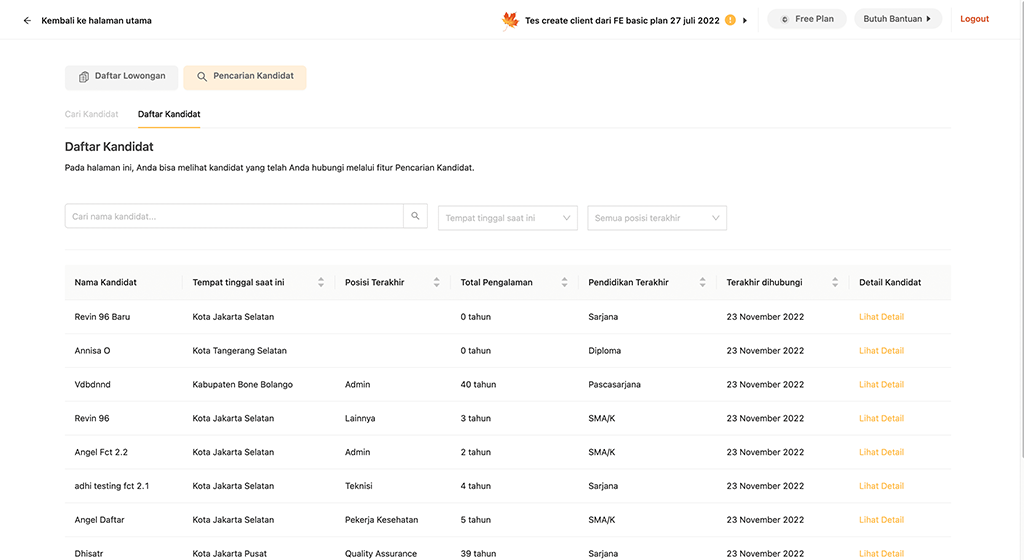 Kembali ke halaman utama
Tes create client dari FE basic plan 27 juli 2022
Free Plan
Butuh Bantuan
Logout
Daftar Lowongan
Pencarian Kandidat
Cari Kandidat
Daftar Kandidat
Daftar Kandidat
Pada halaman ini, Anda bisa melihat kandidat yang telah Anda hubungi melalui fitur Pencarian Kandidat.
Cari nama kandidat...
Tempat tinggal saat ini
Semua posisi terakhir
Nama Kandidat Tempat tinggal saat ini Posisi Terakhir Total Pengalaman Pendidikan Terakhir Terakhir dihubungi Detail Kandidat
Revin 96 Baru Kota Jakarta Selatan 0 tahun Sarjana 23 November 2022 Lihat Detail
Annisa O Kota Tangerang Selatan 0 tahun Diploma 23 November 2022 Lihat Detail
Vdbdnnd Kabupaten Bone Bolango Admin 40 tahun Pascasarjana 23 November 2022 Lihat Detail
Revin 96 Kota Jakarta Selatan Lainnya 3 tahun SMA/K 23 November 2022 Lihat Detail
Angel Fct 2.2 Kota Jakarta Selatan Admin 2 tahun SMA/K 23 November 2022 Lihat Detail
adhi testing fct 2.1 Kota Jakarta Selatan Teknisi 4 tahun Sarjana 23 November 2022 Lihat Detail
Angel Daftar Kota Jakarta Selatan Pekerja Kesehatan 5 tahun SMA/K 23 November 2022 Lihat Detail
Dhisatr Kota Jakarta Pusat Quality Assurance 39 tahun Sarjana 23 November 2022 Lihat Detail